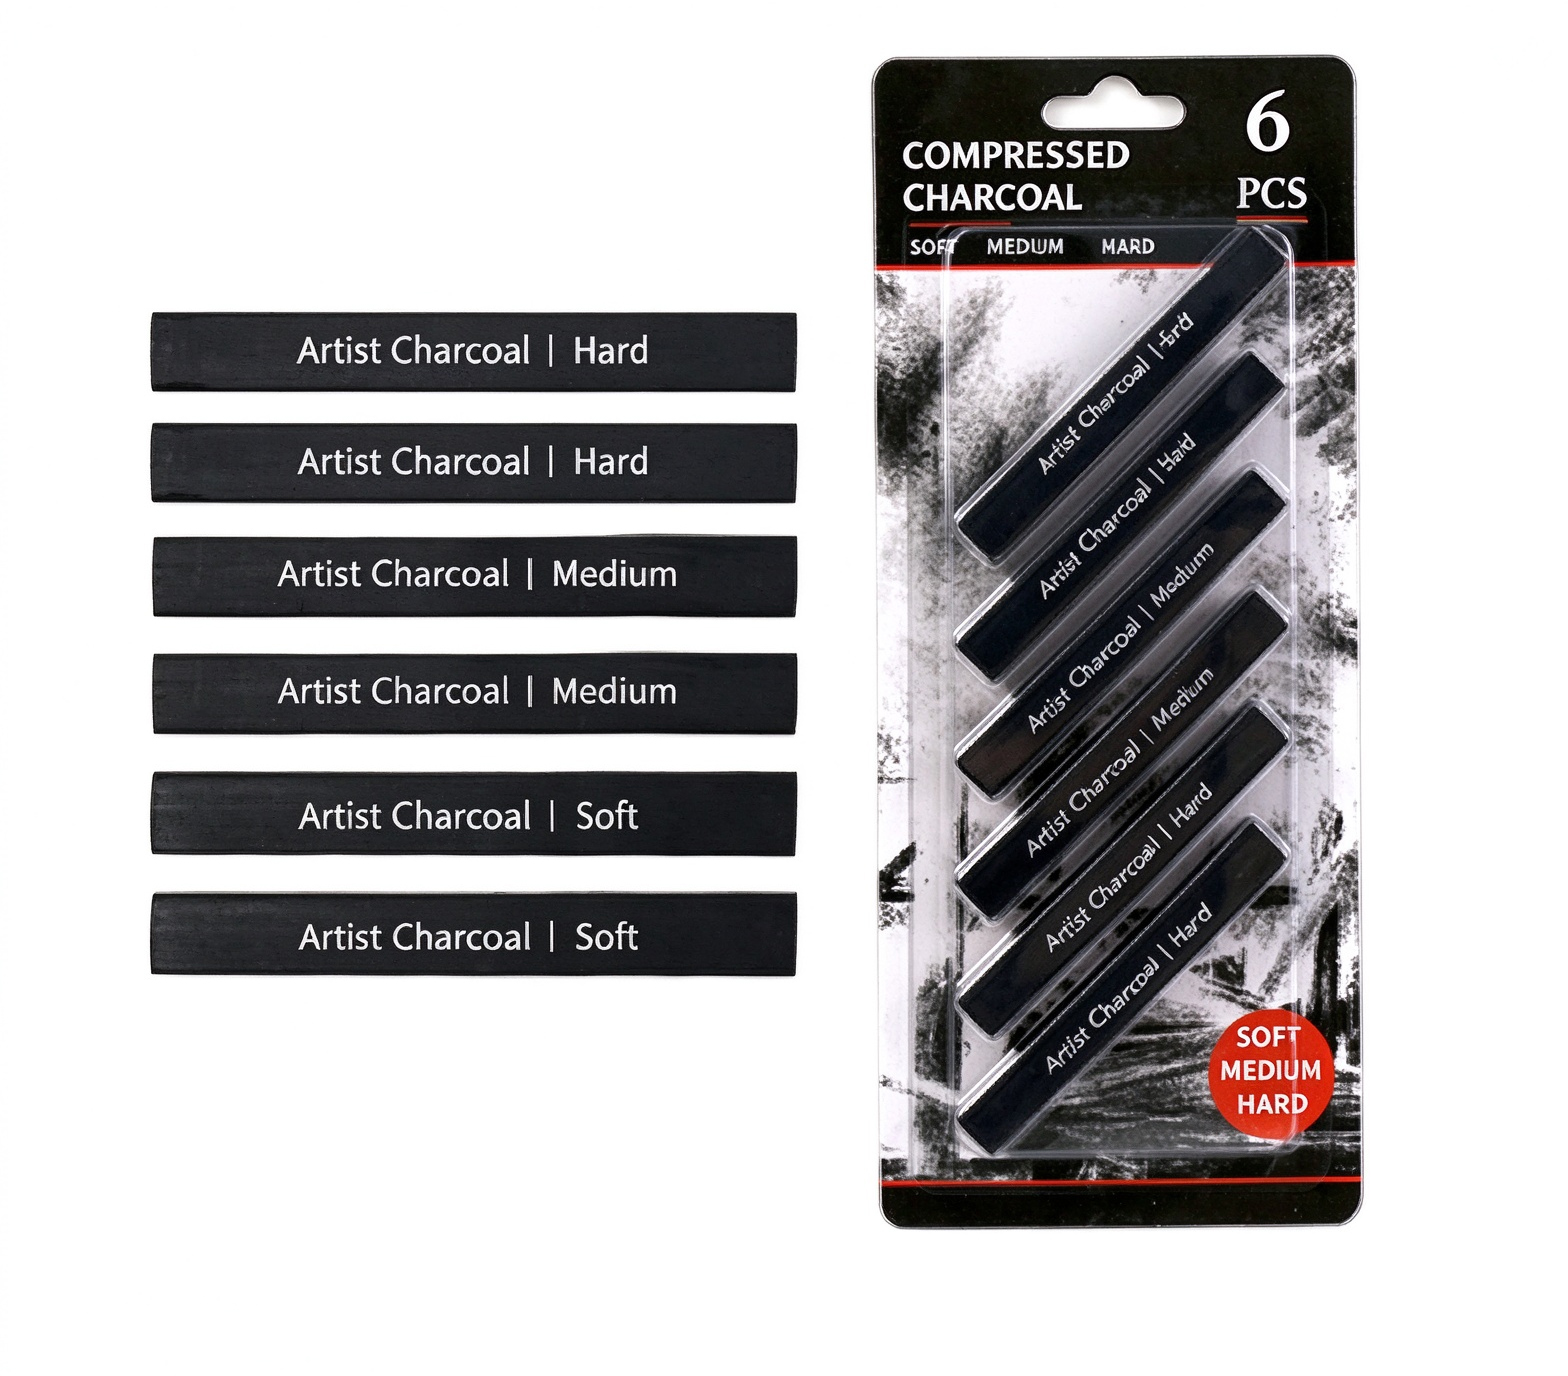 Artist Charcoal | Hard
Artist Charcoal | Hard
Artist Charcoal | Medium
Artist Charcoal | Medium
Artist Charcoal | Soft
Artist Charcoal | Soft
COMPRESSED
CHARCOAL
6
PCS
SOFT MEDIUM MARD
Artist Charcoal |
Artist Charcoal | Hard
Artist Charcoal | Medium
Artist Charcoal | Medium
Artist Charcoal | Hard
Artist Charcoal | Hard
SOFT
MEDIUM
HARD